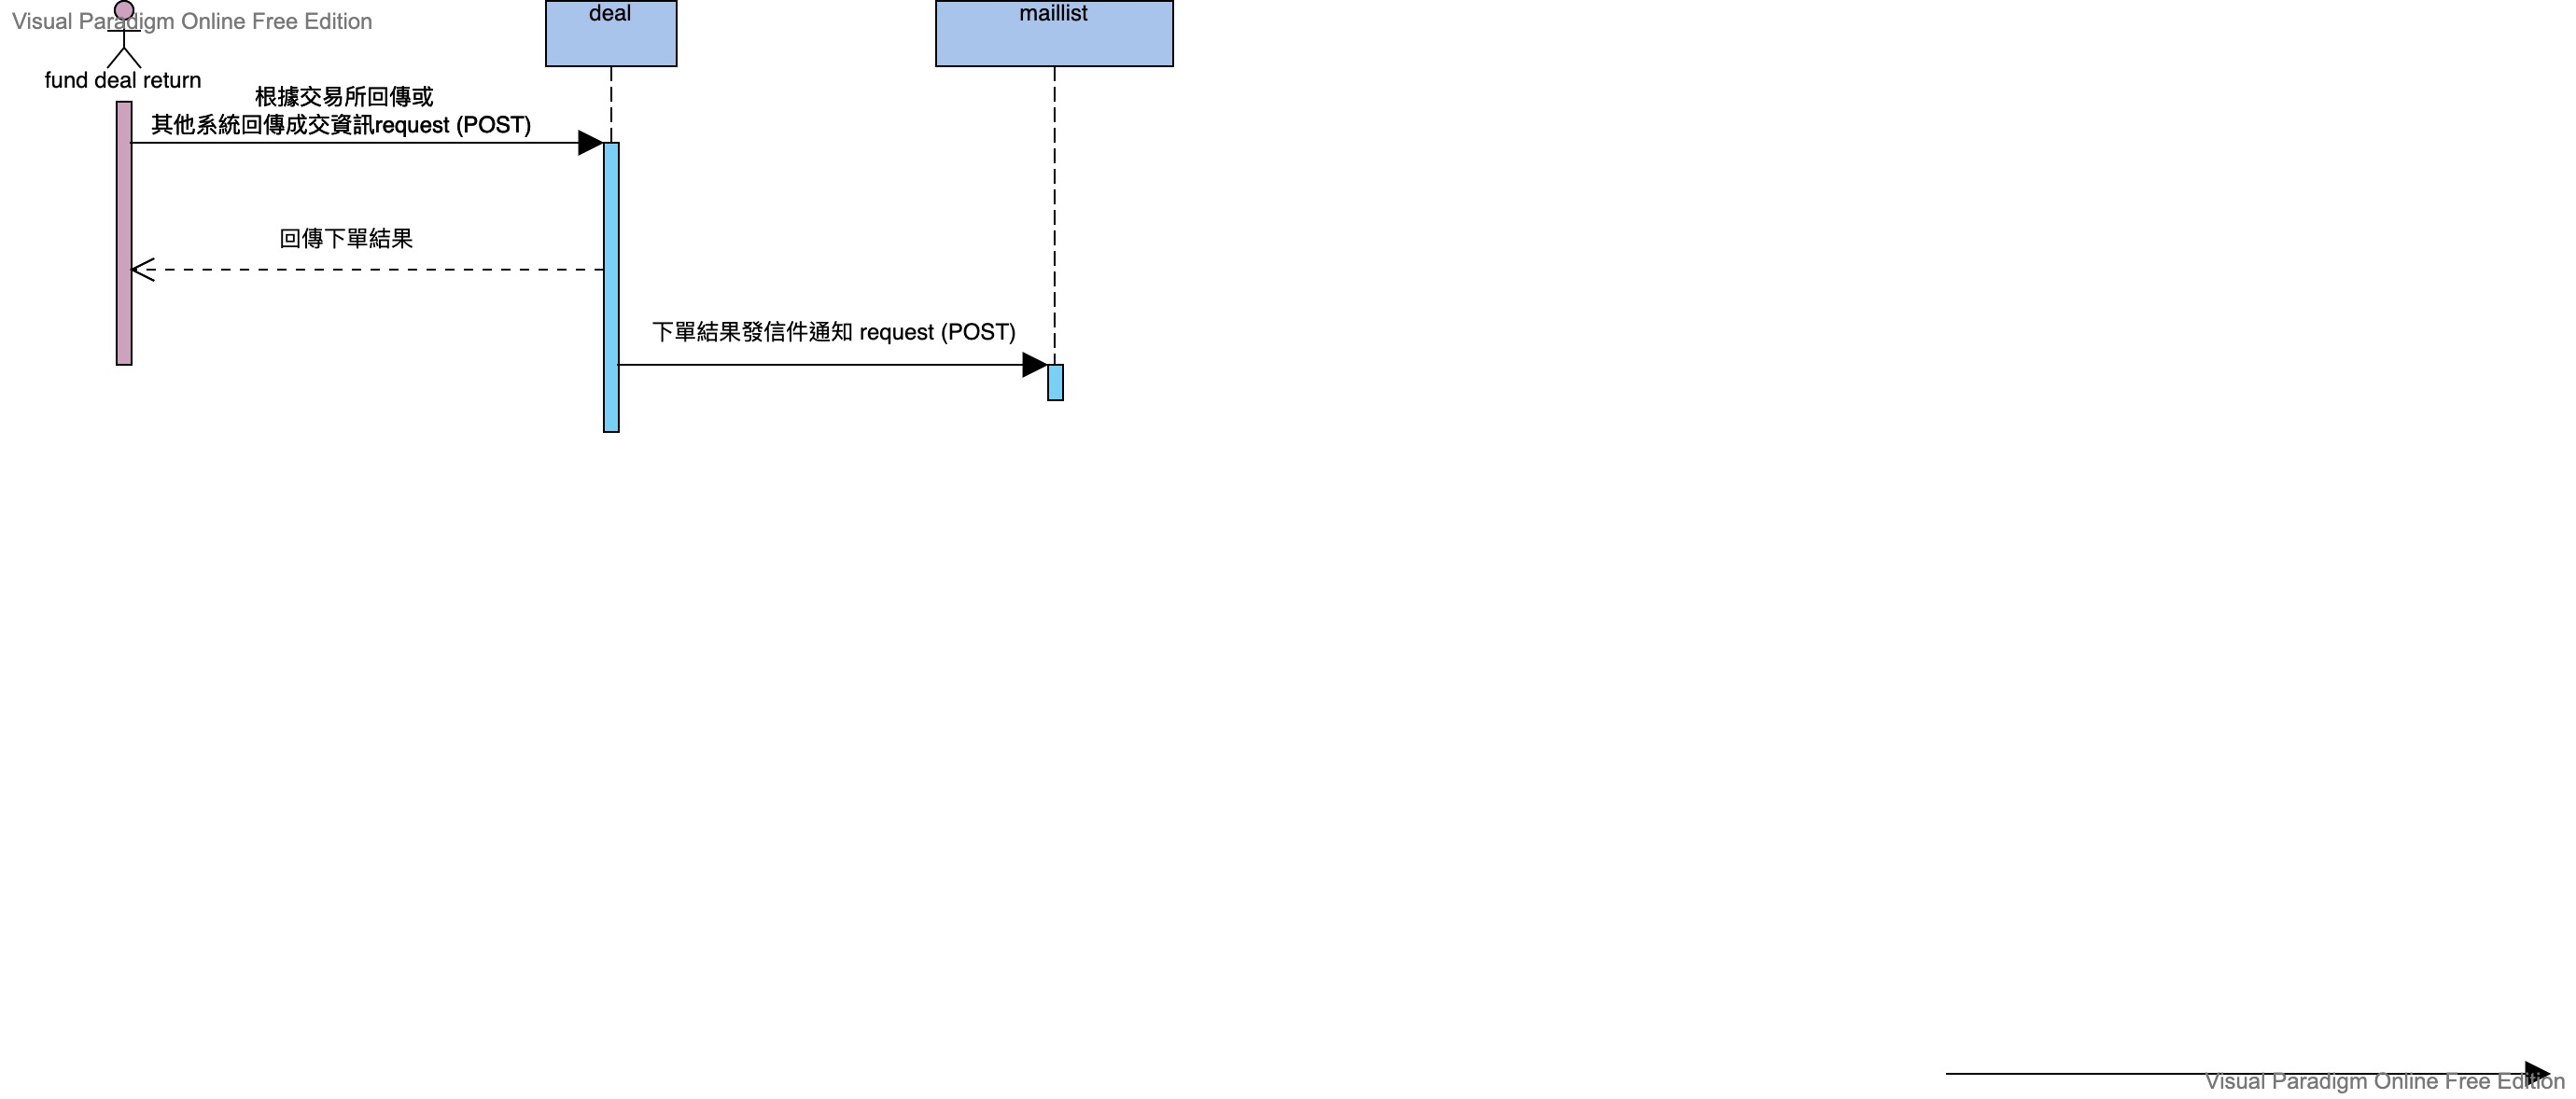 Visual Paradigm Online Free Edition
deal
maillist
fund deal return
根據交易所回傳或
其他系統回傳成交資訊request (POST)
回傳下單結果
下單結果發信件通知 request (POST)
Visual Paradigm Online Free Edition